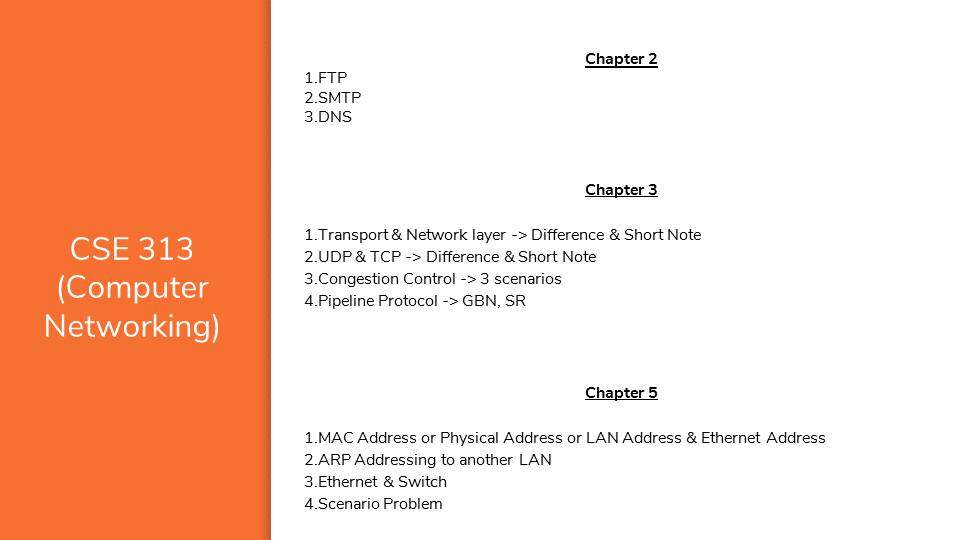 CSE 313
(Computer
Networking)
Chapter 2
1.FTP
2.SMTP
3.DNS
Chapter 3
1.Transport & Network layer -> Difference & Short Note
2.UDP & TCP -> Difference & Short Note
3.Congestion Control -> 3 scenarios
4.Pipeline Protocol -> GBN, SR
Chapter 5
1.MAC Address or Physical Address or LAN Address & Ethernet Address
2.ARP Addressing to another LAN
3.Ethernet & Switch
4.Scenario Problem